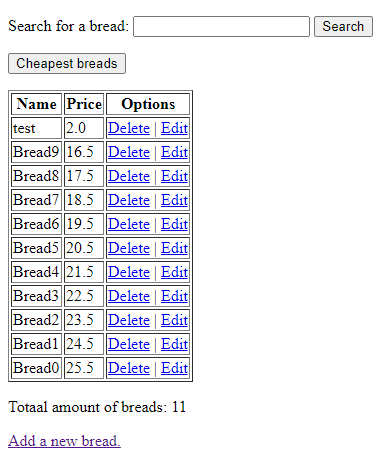 Search for a bread: Search
Cheapest breads
Name Price Options
test 2.0 Delete | Edit
Bread9 16.5 Delete | Edit
Bread8 17.5 Delete | Edit
Bread7 18.5 Delete | Edit
Bread6 19.5 Delete | Edit
Bread5 20.5 Delete | Edit
Bread4 21.5 Delete | Edit
Bread3 22.5 Delete | Edit
Bread2 23.5 Delete | Edit
Bread1 24.5 Delete | Edit
Bread0 25.5 Delete | Edit
Totaal amount of breads: 11
Add a new bread.